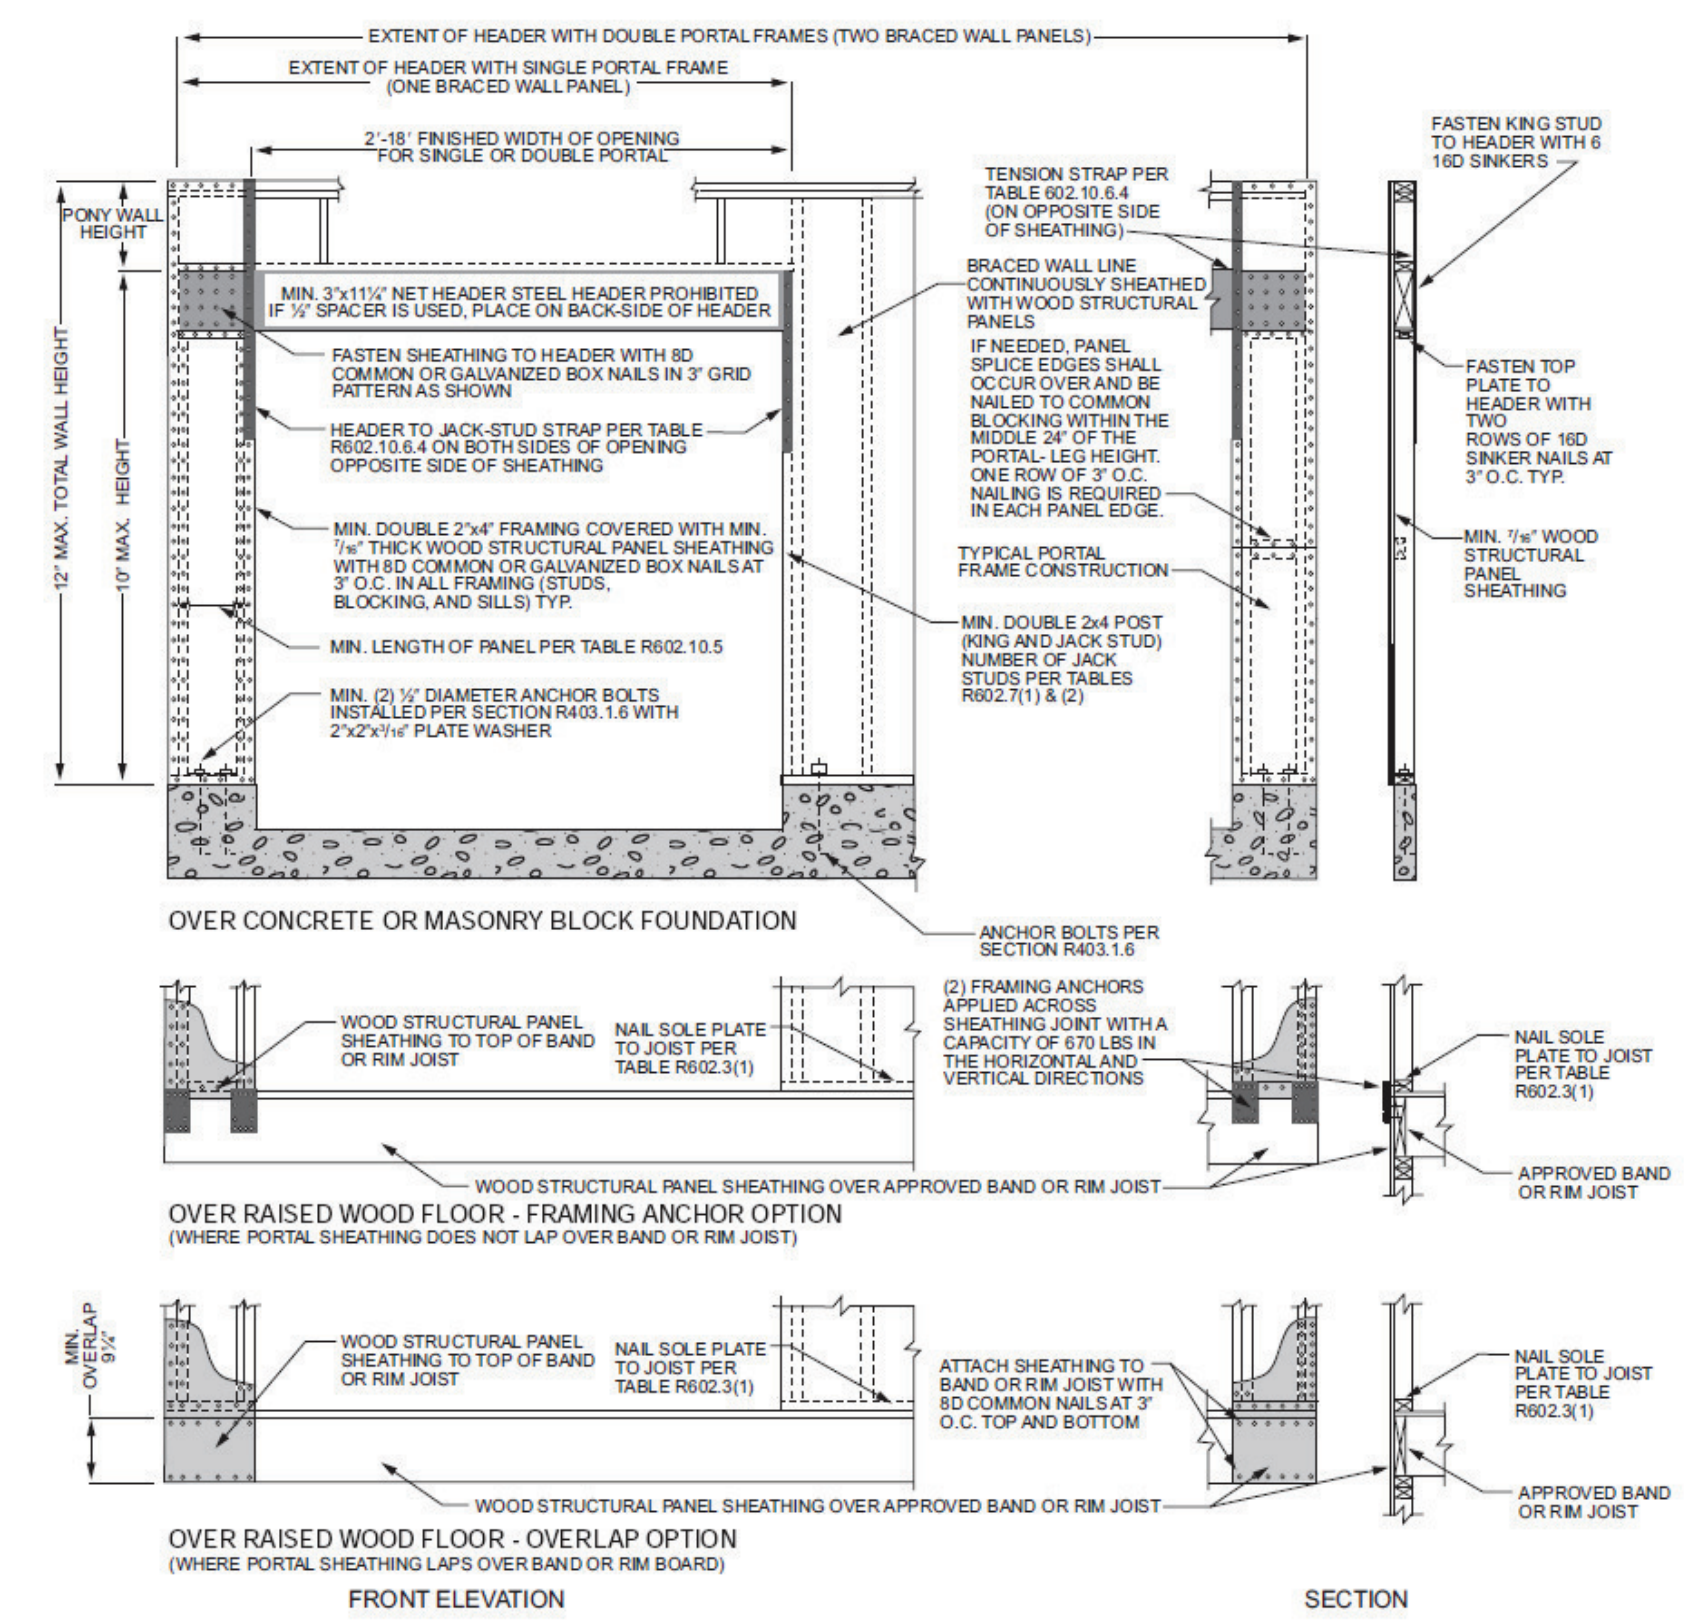 EXTENT OF HEADER WITH DOUBLE PORTAL FRAMES (TWO BRACED WALL PANELS)
EXTENT OF HEADER WITH SINGLE PORTAL FRAME
(ONE BRACED WALL PANEL)
2'-18' FINISHED WIDTH OF OPENING
FOR SINGLE OR DOUBLE PORTAL
PONY WALL
HEIGHT
12" MAX. TOTAL WALL HEIGHT
10" MAX. HEIGHT
MIN. 3"x11¼" NET HEADER STEEL HEADER PROHIBITED
IF ½" SPACER IS USED, PLACE ON BACK-SIDE OF HEADER
FASTEN SHEATHING TO HEADER WITH 8D
COMMON OR GALVANIZED BOX NAILS IN 3" GRID
PATTERN AS SHOWN
HEADER TO JACK-STUD STRAP PER TABLE
R602.10.6.4 ON BOTH SIDES OF OPENING
OPPOSITE SIDE OF SHEATHING
MIN. DOUBLE 2"x4" FRAMING COVERED WITH MIN.
7/16" THICK WOOD STRUCTURAL PANEL SHEATHING
WITH 8D COMMON OR GALVANIZED BOX NAILS AT
3" O.C. IN ALL FRAMING (STUDS,
BLOCKING, AND SILLS) TYP.
MIN. LENGTH OF PANEL PER TABLE R602.10.5
MIN. (2) ½" DIAMETER ANCHOR BOLTS
INSTALLED PER SECTION R403.1.6 WITH
2"x2"x3/16" PLATE WASHER
TENSION STRAP PER
TABLE 602.10.6.4
(ON OPPOSITE SIDE
OF SHEATHING)
BRACED WALL LINE
CONTINUOUSLY SHEATHED
WITH WOOD STRUCTURAL
PANELS
IF NEEDED, PANEL
SPLICE EDGES SHALL
OCCUR OVER AND BE
NAILED TO COMMON
BLOCKING WITHIN THE
MIDDLE 24" OF THE
PORTAL- LEG HEIGHT.
ONE ROW OF 3" O.C.
NAILING IS REQUIRED
IN EACH PANEL EDGE.
TYPICAL PORTAL
FRAME CONSTRUCTION
MIN. DOUBLE 2x4 POST
(KING AND JACK STUD)
NUMBER OF JACK
STUDS PER TABLES
R602.7(1) & (2)
FASTEN KING STUD
TO HEADER WITH 6
16D SINKERS
FASTEN TOP
PLATE TO
HEADER WITH
TWO
ROWS OF 16D
SINKER NAILS AT
3" O.C. TYP.
MIN. 7/16" WOOD
STRUCTURAL
PANEL
SHEATHING
OVER CONCRETE OR MASONRY BLOCK FOUNDATION
ANCHOR BOLTS PER
SECTION R403.1.6
WOOD STRUCTURAL PANEL
SHEATHING TO TOP OF BAND
OR RIM JOIST
NAIL SOLE PLATE
TO JOIST PER
TABLE R602.3(1)
(2) FRAMING ANCHORS
APPLIED ACROSS
SHEATHING JOINT WITH A
CAPACITY OF 670 LBS IN
THE HORIZONTAL AND
VERTICAL DIRECTIONS
NAIL SOLE
PLATE TO JOIST
PER TABLE
R602.3(1)
WOOD STRUCTURAL PANEL SHEATHING OVER APPROVED BAND OR RIM JOIST
APPROVED BAND
OR RIM JOIST
OVER RAISED WOOD FLOOR - FRAMING ANCHOR OPTION
(WHERE PORTAL SHEATHING DOES NOT LAP OVER BAND OR RIM JOIST)
MIN.
OVERLAP
9¼"
WOOD STRUCTURAL PANEL
SHEATHING TO TOP OF BAND
OR RIM JOIST
NAIL SOLE PLATE
TO JOIST PER
TABLE R602.3(1)
ATTACH SHEATHING TO
BAND OR RIM JOIST WITH
8D COMMON NAILS AT 3"
O.C. TOP AND BOTTOM
NAIL SOLE
PLATE TO JOIST
PER TABLE
R602.3(1)
WOOD STRUCTURAL PANEL SHEATHING OVER APPROVED BAND OR RIM JOIST
APPROVED BAND
OR RIM JOIST
OVER RAISED WOOD FLOOR - OVERLAP OPTION
(WHERE PORTAL SHEATHING LAPS OVER BAND OR RIM BOARD)
FRONT ELEVATION
SECTION